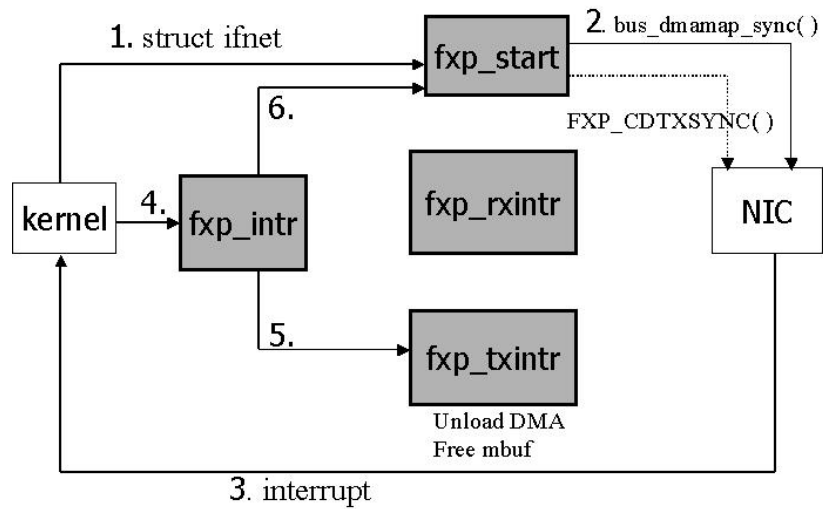 1. struct ifnet
fxp_start
2. bus_dmamap_sync( )
6.
FXP_CDTXSYNC( )
kernel
4.
fxp_intr
fxp_rxintr
NIC
5.
fxp_txintr
Unload DMA
Free mbuf
3. interrupt